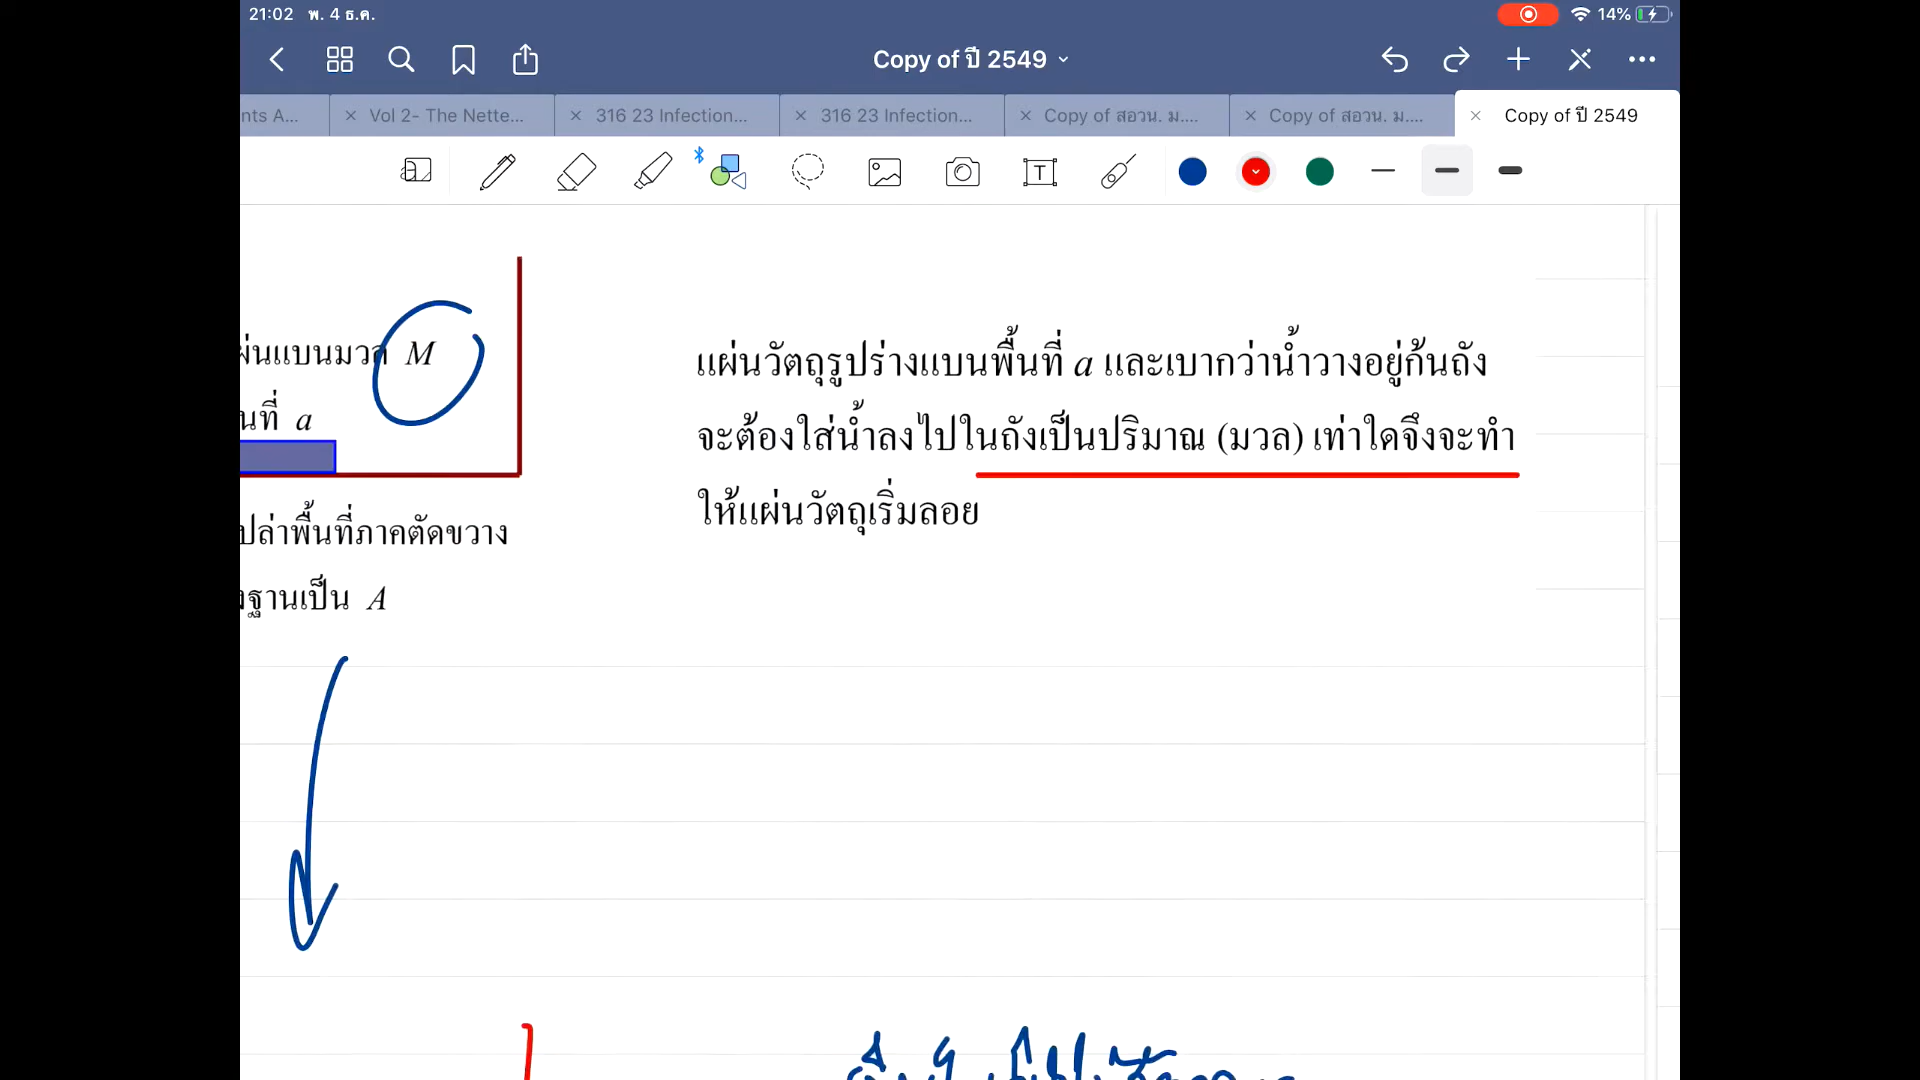 21:02 พ. 4 ธ.ค.
14%
Copy of ปี 2549
nts A...
Vol 2- The Nette...
316 23 Infection...
316 23 Infection...
Copy of สอวน. ม....
Copy of สอวน. ม....
Copy of ปี 2549
ผ่นแบนมวล M
นที่ a
ปล่าพื้นที่ภาคตัดขวาง
ฐานเป็น A
แผ่นวัตถุรูปร่างแบนพื้นที่ a และเบากว่าน้ำวางอยู่ก้นถัง
จะต้องใส่น้ำลงไปในถังเป็นปริมาณ (มวล) เท่าใดจึงจะทำ
ให้แผ่นวัตถุเริ่มลอย